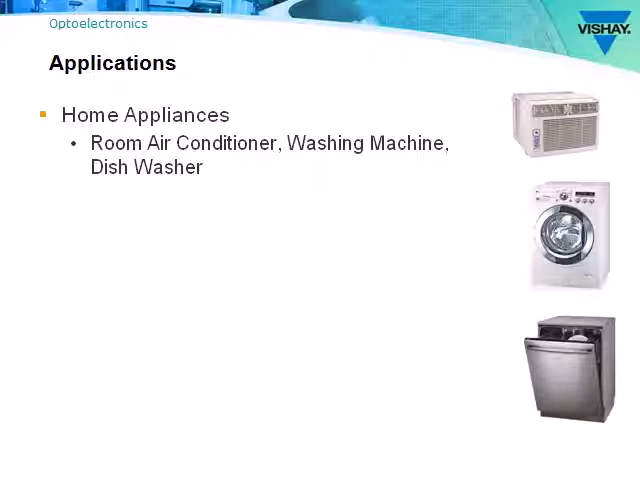 Optoelectronics
VISHAY.
Applications
Home Appliances
• Room Air Conditioner, Washing Machine,
Dish Washer